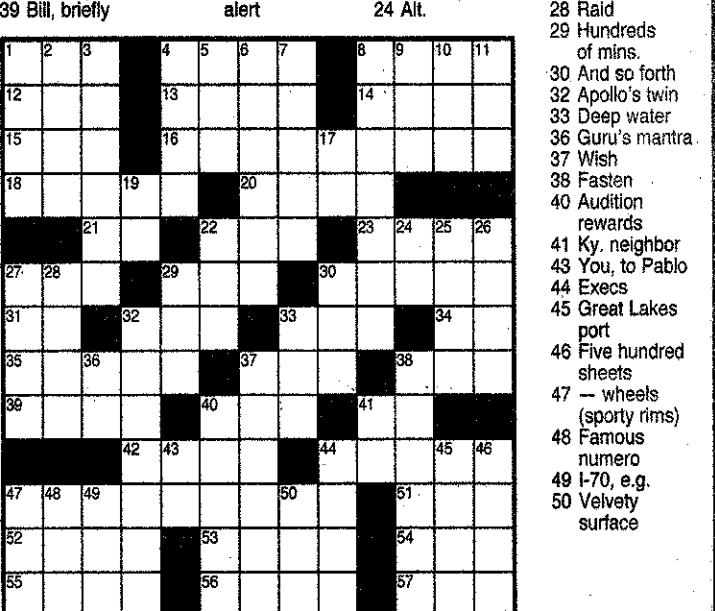 39 Bill, briefly
alert
24 Alt.
28 Raid
29 Hundreds
of mins.
30 And so forth
32 Apollo's twin
33 Deep water
36 Guru's mantra
37 Wish
38 Fasten
40 Audition
rewards
41 Ky. neighbor
43 You, to Pablo
44 Execs
45 Great Lakes
port
46 Five hundred
sheets
47 — wheels
(sporty rims)
48 Famous
numero
49 I-70, e.g.
50 Velvety
surface
1 2 3 4 5 6 7 8 9 10 11
12 13 14
15 16 17
18 19 20
21 22 23 24 25 26
27 28 29 30
31 32 33 34
35 36 37 38
39 40 41
42 43 44 45 46
47 48 49 50 51
52 53 54
55 56 57